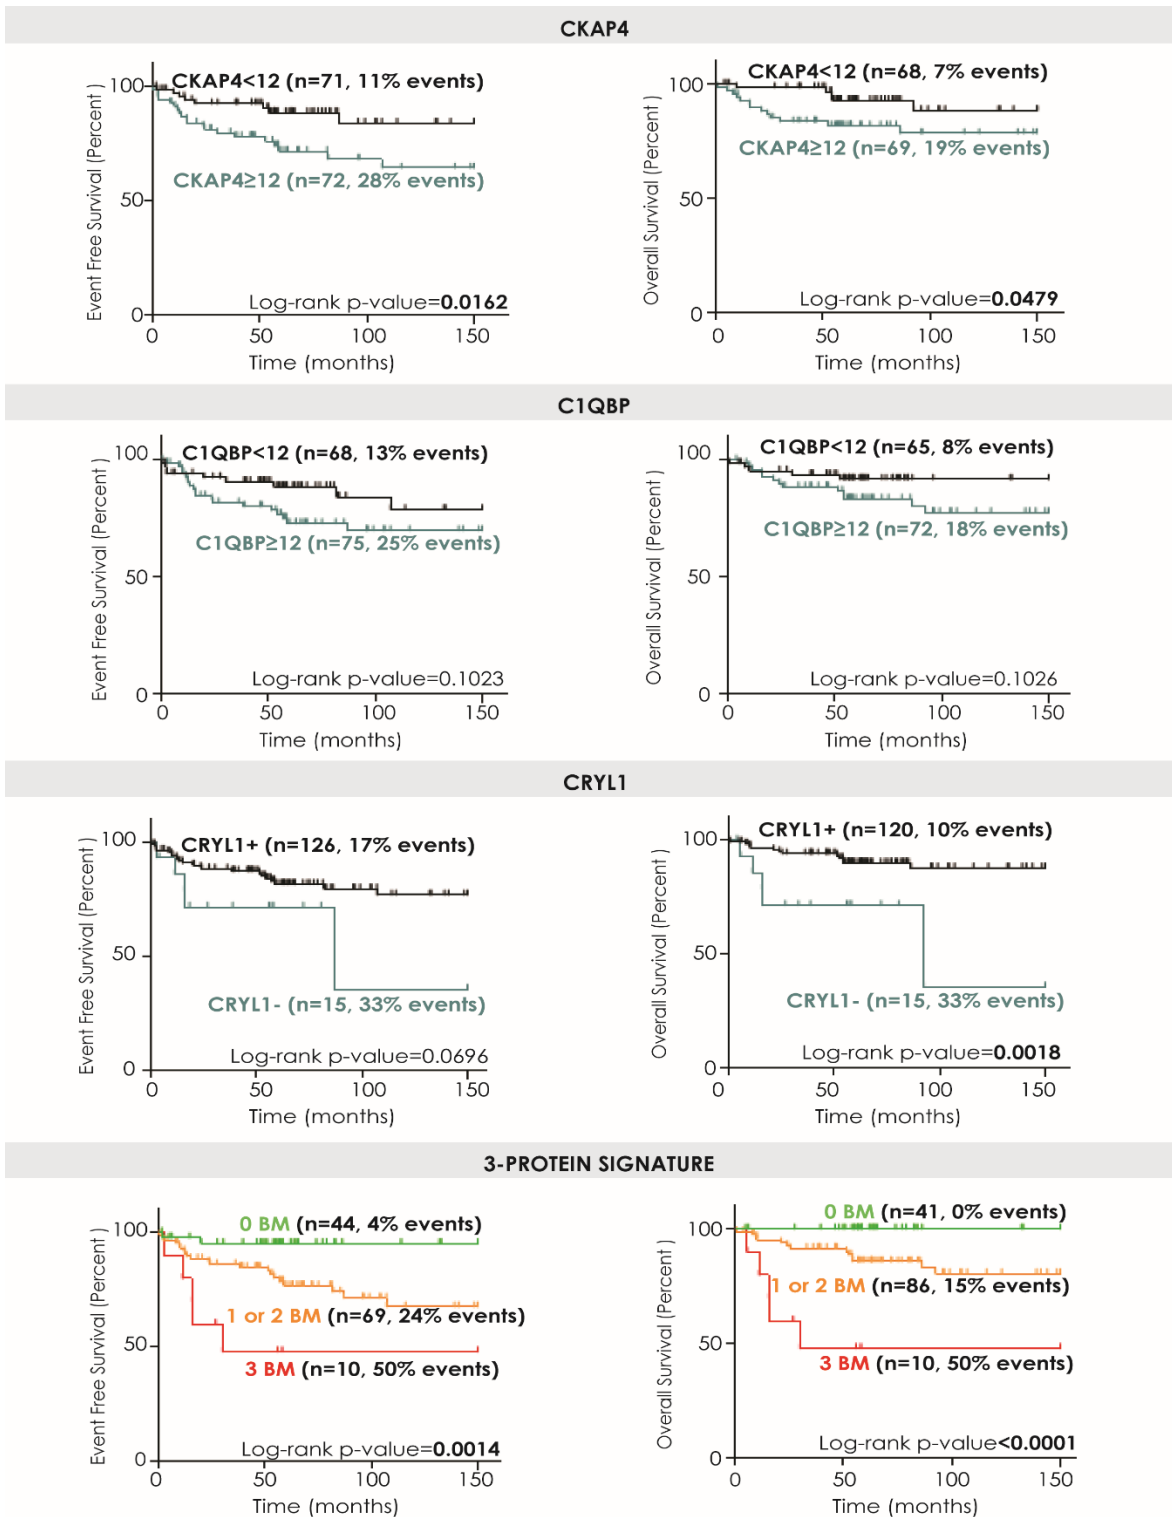 CKAP4
Event Free Survival (Percent )
100
50
0
CKAP4<12 (n=71, 11% events)
CKAP4≥12 (n=72, 28% events)
Log-rank p-value=0.0162
0 50 100 150
Time (months)
Overall Survival (Percent )
100
50
0
CKAP4<12 (n=68, 7% events)
CKAP4≥12 (n=69, 19% events)
Log-rank p-value=0.0479
0 50 100 150
Time (months)
C1QBP
Event Free Survival (Percent )
100
50
0
C1QBP<12 (n=68, 13% events)
C1QBP≥12 (n=75, 25% events)
Log-rank p-value=0.1023
0 50 100 150
Time (months)
Overall Survival (Percent )
100
50
0
C1QBP<12 (n=65, 8% events)
C1QBP≥12 (n=72, 18% events)
Log-rank p-value=0.1026
0 50 100 150
Time (months)
CRYL1
Event Free Survival (Percent )
100
50
0
CRYL1+ (n=126, 17% events)
CRYL1- (n=15, 33% events)
Log-rank p-value=0.0696
0 50 100 150
Time (months)
Overall Survival (Percent )
100
50
0
CRYL1+ (n=120, 10% events)
CRYL1- (n=15, 33% events)
Log-rank p-value=0.0018
0 50 100 150
Time (months)
3-PROTEIN SIGNATURE
Event Free Survival (Percent )
100
50
0
0 BM (n=44, 4% events)
1 or 2 BM (n=69, 24% events)
3 BM (n=10, 50% events)
Log-rank p-value=0.0014
0 50 100 150
Time (months)
Overall Survival (Percent )
100
50
0
0 BM (n=41, 0% events)
1 or 2 BM (n=86, 15% events)
3 BM (n=10, 50% events)
Log-rank p-value<0.0001
0 50 100 150
Time (months)